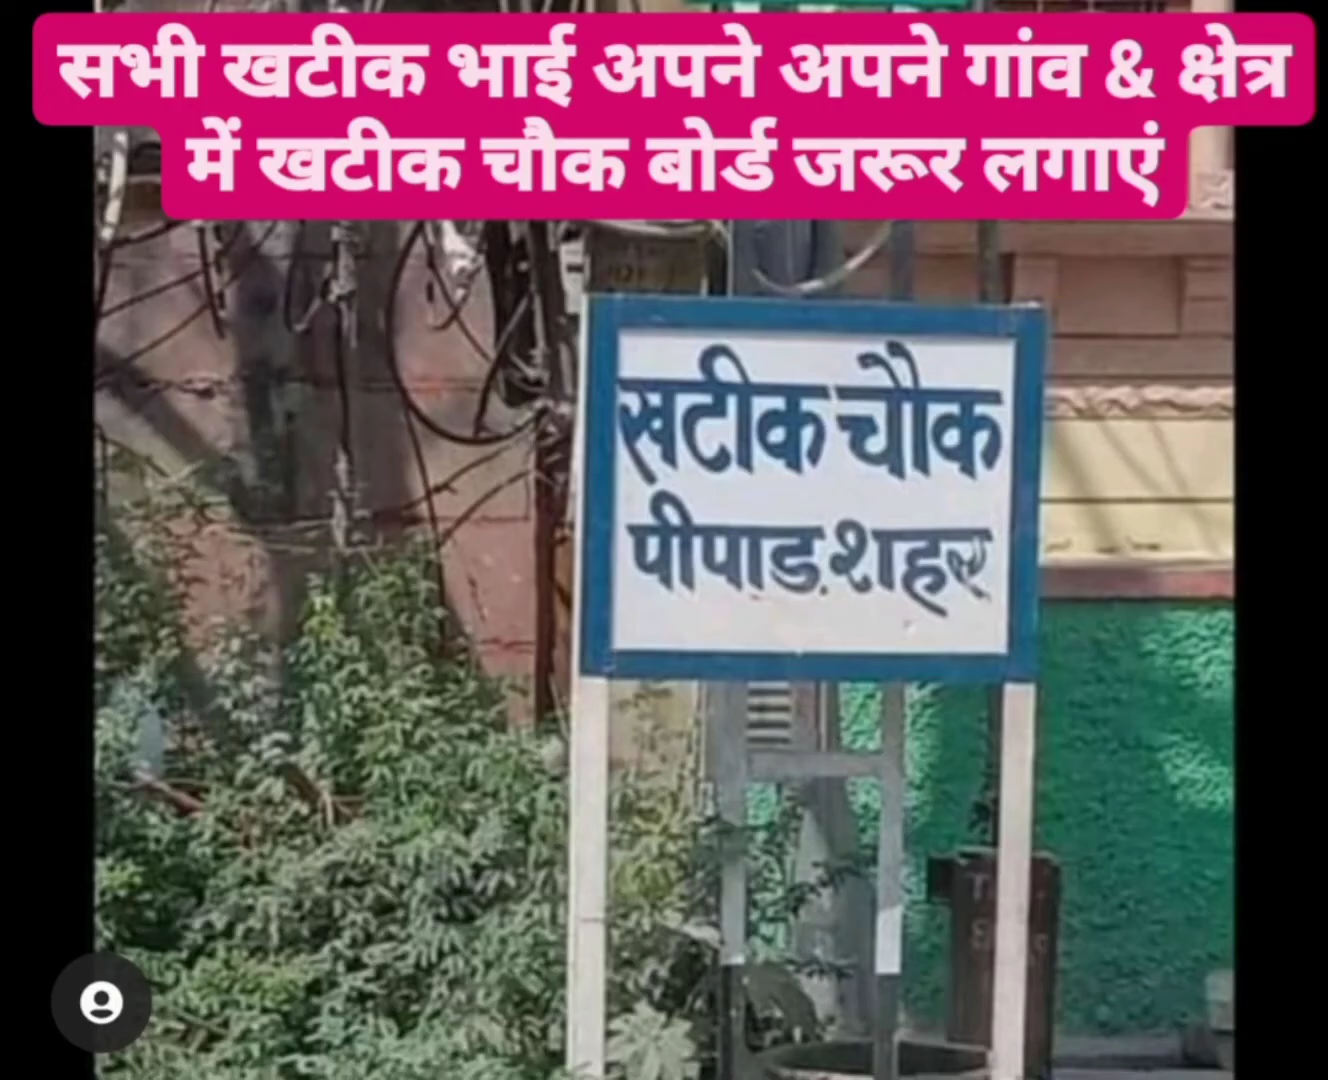 सभी खटीक भाई अपने अपने गांव & क्षेत्र
में खटीक चौक बोर्ड जरूर लगाएं
खटीक चौक
पीपाड़ शहर